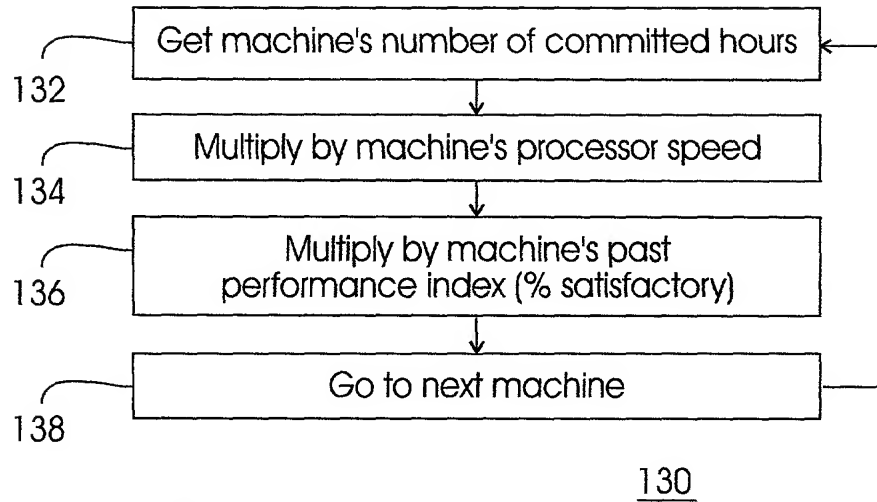 Get machine's number of committed hours
132
Multiply by machine's processor speed
134
Multiply by machine's past
performance index (% satisfactory)
136
Go to next machine
138
130